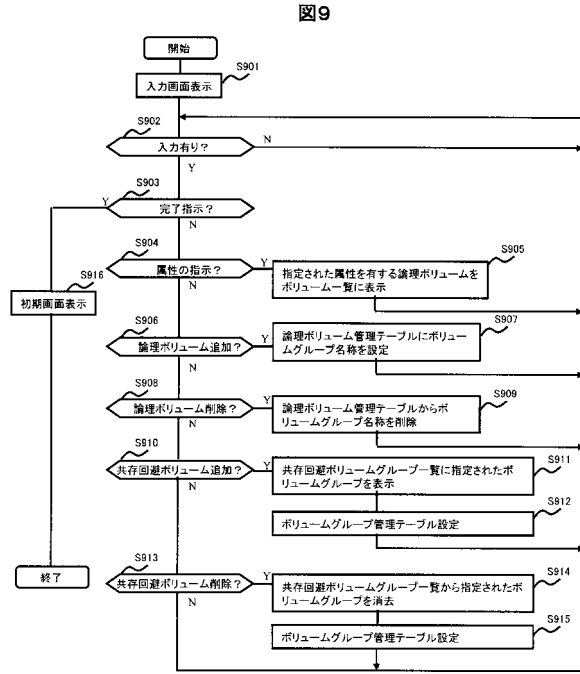 図9
開始
S901
入力画面表示
S902
入力有り?
N
Y
S903
Y
完了指示?
N
S904
属性の指示?
Y
N
S905
指定された属性を有する論理ボリュームを
ボリューム一覧に表示
S916
初期画面表示
S906
論理ボリューム追加?
Y
N
S907
論理ボリューム管理テーブルにボリュー
ムグループ名称を設定
S908
論理ボリューム削除?
Y
N
S909
論理ボリューム管理テーブルからボ
リュームグループ名称を削除
S910
共存回避ボリューム追加?
Y
N
S911
共存回避ボリュームグループ一覧に指定されたボ
リュームグループを表示
S912
ボリュームグループ管理テーブル設定
終了
S913
共存回避ボリューム削除?
Y
N
S914
共存回避ボリュームグループ一覧から指定されたボ
リュームグループを消去
S915
ボリュームグループ管理テーブル設定